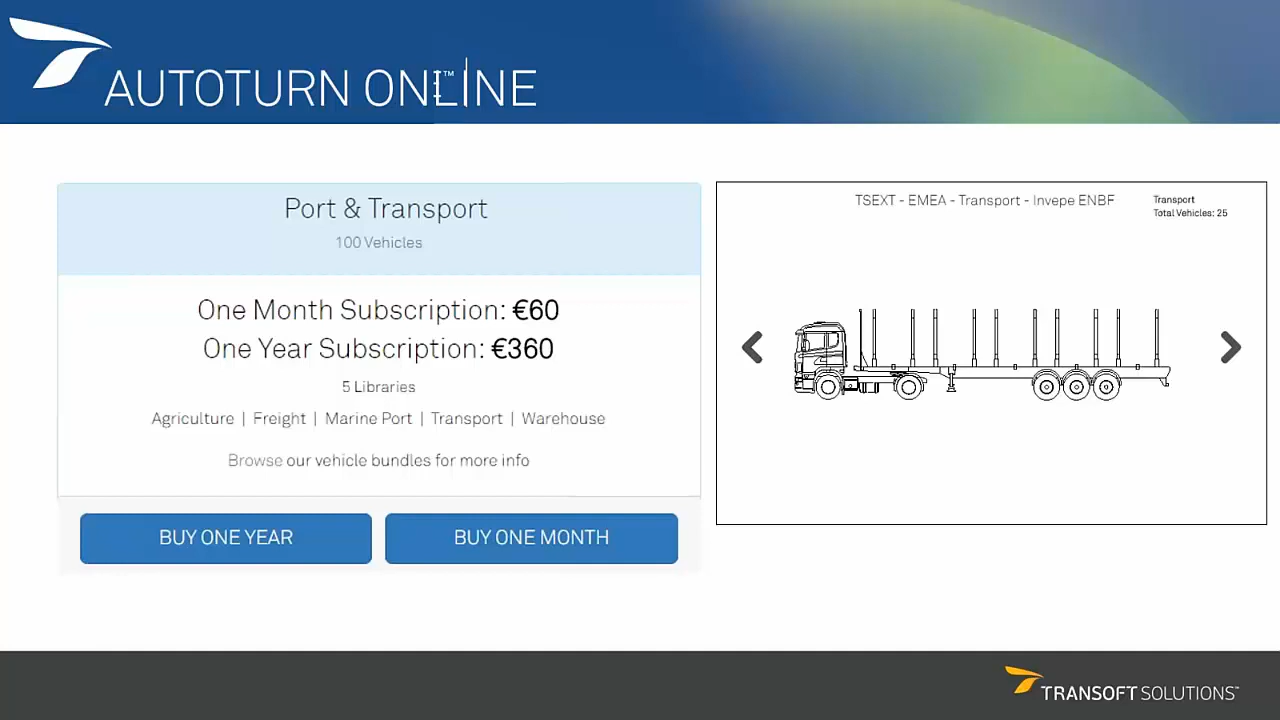 AUTOTURN ONLINE™
Port & Transport
100 Vehicles
One Month Subscription: €60
One Year Subscription: €360
5 Libraries
Agriculture | Freight | Marine Port | Transport | Warehouse
Browse our vehicle bundles for more info
BUY ONE YEAR
BUY ONE MONTH
TSEXT - EMEA - Transport - Invepe ENBF
Transport
Total Vehicles: 25
TRANSOFT SOLUTIONS™